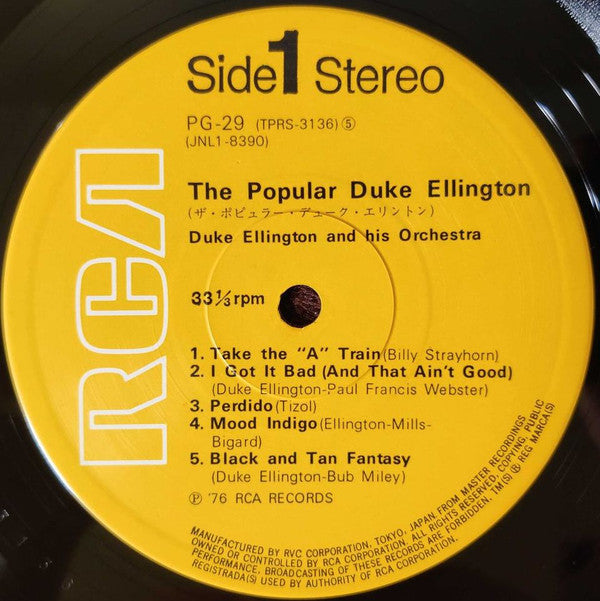 RCA
Side 1 Stereo
PG-29 (TPRS-3136) ⑤
(JNL1-8390)
The Popular Duke Ellington
(ザ・ポピュラー・デューク・エリントン)
Duke Ellington and his Orchestra
33⅓rpm
1. Take the "A" Train (Billy Strayhorn)
2. I Got It Bad (And That Ain't Good)
(Duke Ellington-Paul Francis Webster)
3. Perdido (Tizol)
4. Mood Indigo (Ellington-Mills-
Bigard)
5. Black and Tan Fantasy
(Duke Ellington-Bub Miley)
Ⓟ '76 RCA RECORDS
MANUFACTURED BY RVC CORPORATION, TOKYO, JAPAN, FROM MASTER RECORDINGS
OWNED OR CONTROLLED BY RCA CORPORATION. ALL RIGHTS RESERVED, COPYING, PUBLIC
PERFORMANCE, BROADCASTING OF THESE RECORDS ARE FORBIDDEN. TM(S) Ⓡ REG MARCA(S)
REGISTRADA(S) USED BY AUTHORITY OF RCA CORPORATION.